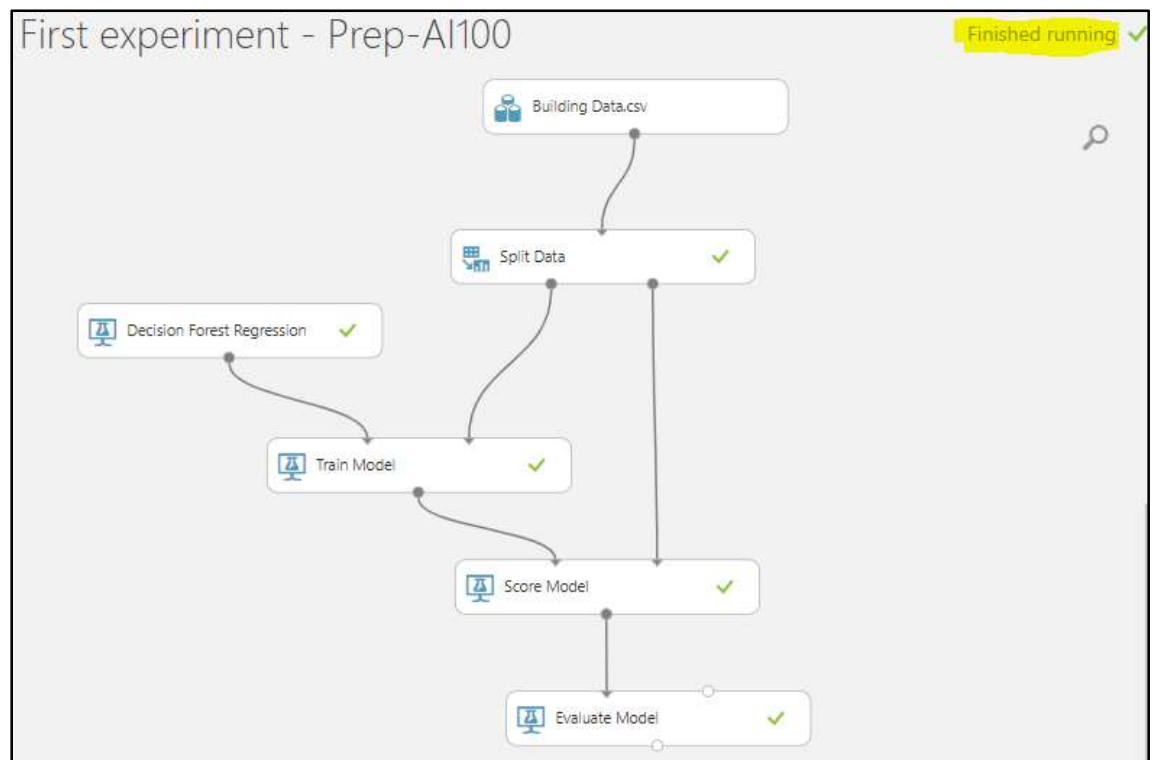 First experiment - Prep-AI100
Finished running
Building Data.csv
Split Data
Decision Forest Regression
Train Model
Score Model
Evaluate Model